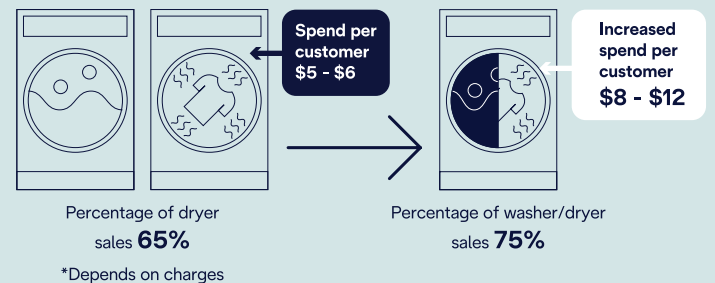 Spend per
customer
$5 - $6
Increased
spend per
customer
$8 - $12
Percentage of dryer
sales 65%
*Depends on charges
Percentage of washer/dryer
sales 75%